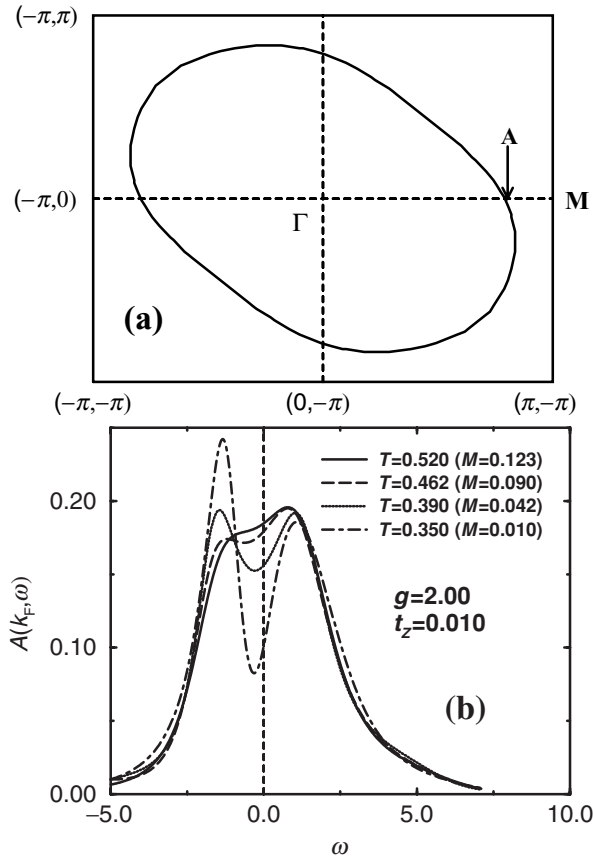 (−π,π)
A
(−π,0)
M
Γ
(a)
(−π,−π) (0,−π) (π,−π)
T=0.520 (M=0.123)
T=0.462 (M=0.090)
T=0.390 (M=0.042)
T=0.350 (M=0.010)
0.20
g=2.00
t_z=0.010
A(k_F,ω)
0.10
(b)
0.00
−5.0 0.0 5.0 10.0
ω